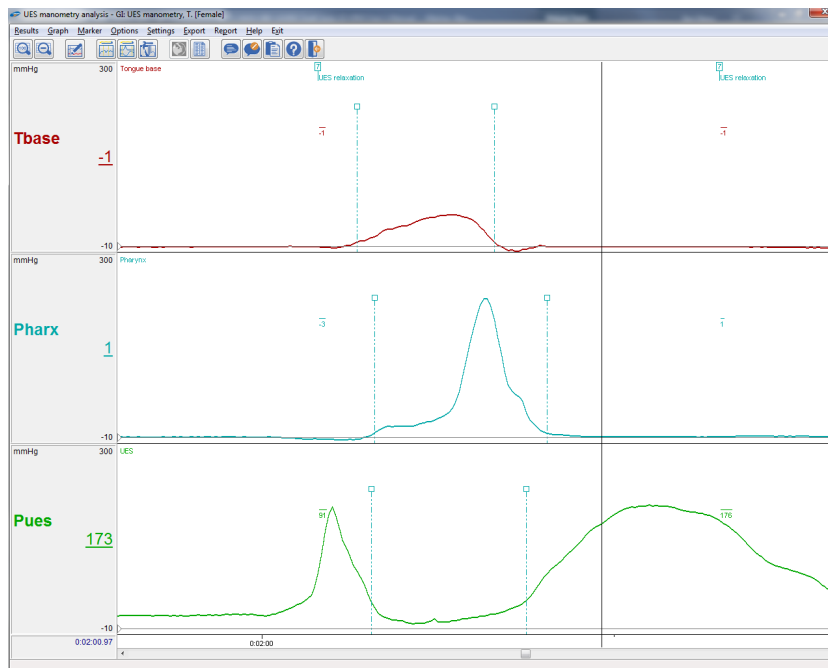 UES manometry analysis - GI: UES manometry, T. [Female]
Results Graph Marker Options Settings Export Report Help Exit
mmHg 300 Tongue base
? ?
UES relaxation UES relaxation
Tbase
-1
-1 -1
-10
mmHg 300 Pharynx
Pharx
1
-3 1
-10
mmHg 300 UES
Pues
173
91 176
-10
0:02:00.97 0:02:00